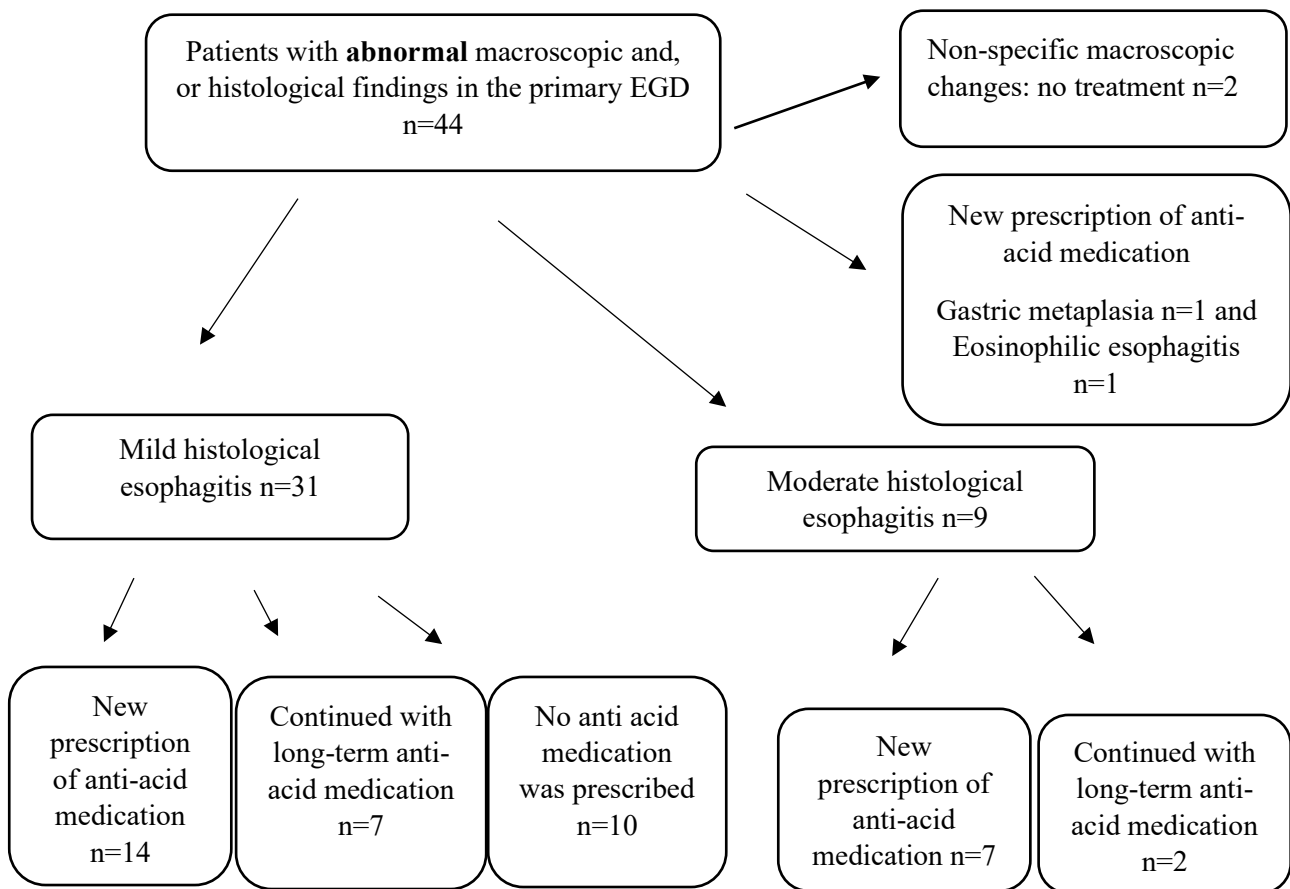 Patients with abnormal macroscopic and,
or histological findings in the primary EGD
n=44
Non-specific macroscopic
changes: no treatment n=2
New prescription of anti-
acid medication
Gastric metaplasia n=1 and
Eosinophilic esophagitis
n=1
Mild histological
esophagitis n=31
Moderate histological
esophagitis n=9
New
prescription
of anti-acid
medication
n=14
Continued with
long-term anti-
acid medication
n=7
No anti acid
medication
was prescribed
n=10
New
prescription of
anti-acid
medication n=7
Continued with
long-term anti-
acid medication
n=2